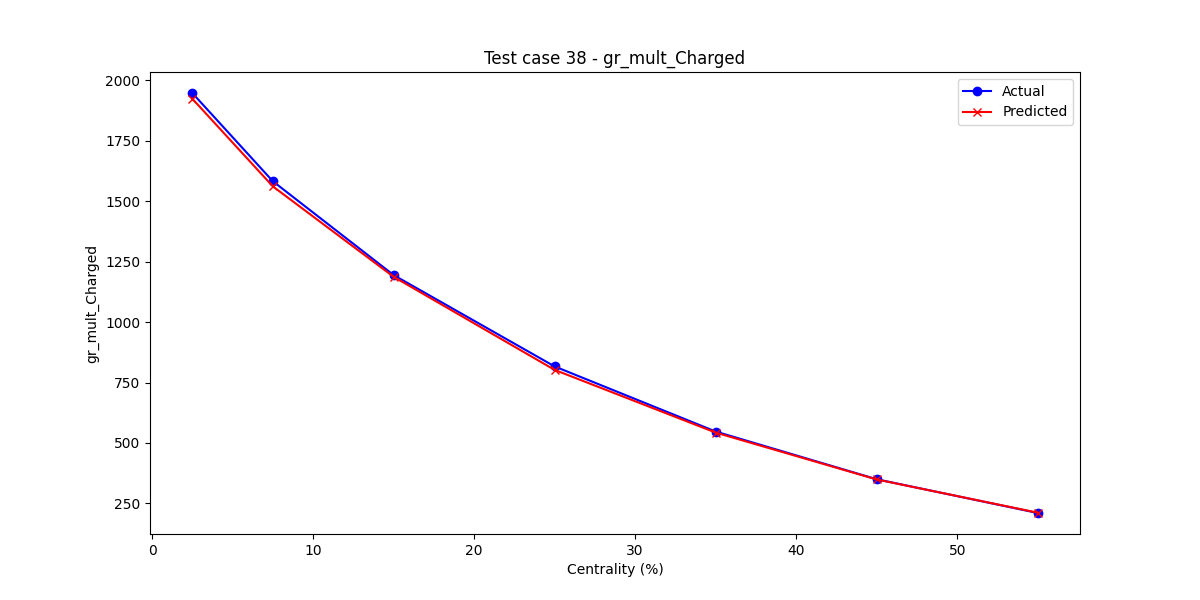 Test case 38 - gr_mult_Charged
Actual
Predicted
gr_mult_Charged
2000
1750
1500
1250
1000
750
500
250
0 10 20 30 40 50
Centrality (%)